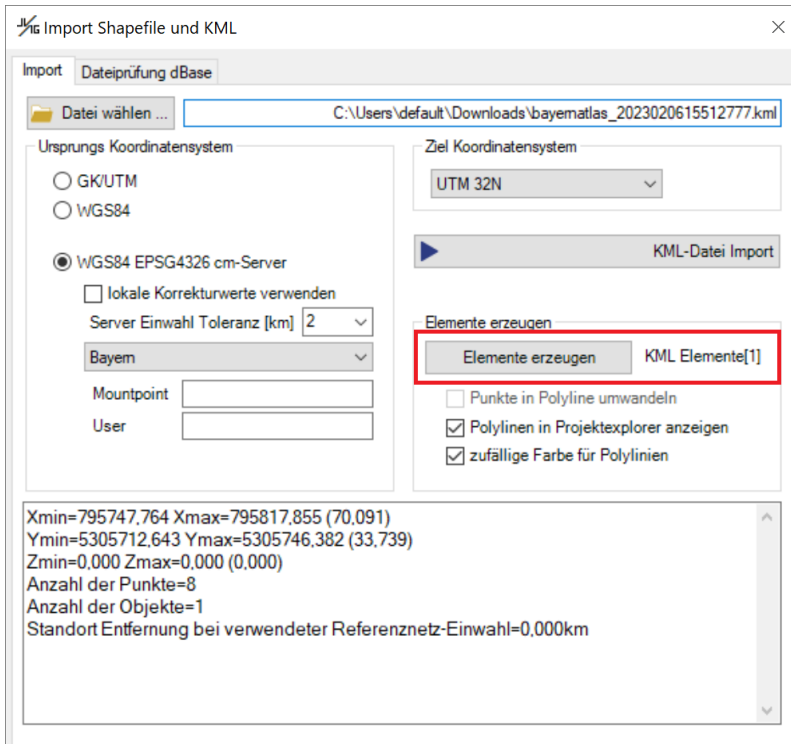 Import Shapefile und KML
Import
Dateiprüfung dBase
Datei wählen ...
C:\Users\default\Downloads\bayernatlas_2023020615512777.kml
Ursprungs Koordinatensystem
GK/UTM
WGS84
WGS84 EPSG4326 cm-Server
lokale Korrekturwerte verwenden
Server Einwahl Toleranz [km] 2
Bayern
Mountpoint
User
Ziel Koordinatensystem
UTM 32N
KML-Datei Import
Elemente erzeugen
Elemente erzeugen KML Elemente[1]
Punkte in Polyline umwandeln
Polylinen in Projektexplorer anzeigen
zufällige Farbe für Polylinien
Xmin=795747,764 Xmax=795817,855 (70,091)
Ymin=5305712,643 Ymax=5305746,382 (33,739)
Zmin=0,000 Zmax=0,000 (0,000)
Anzahl der Punkte=8
Anzahl der Objekte=1
Standort Entfernung bei verwendeter Referenznetz-Einwahl=0,000km